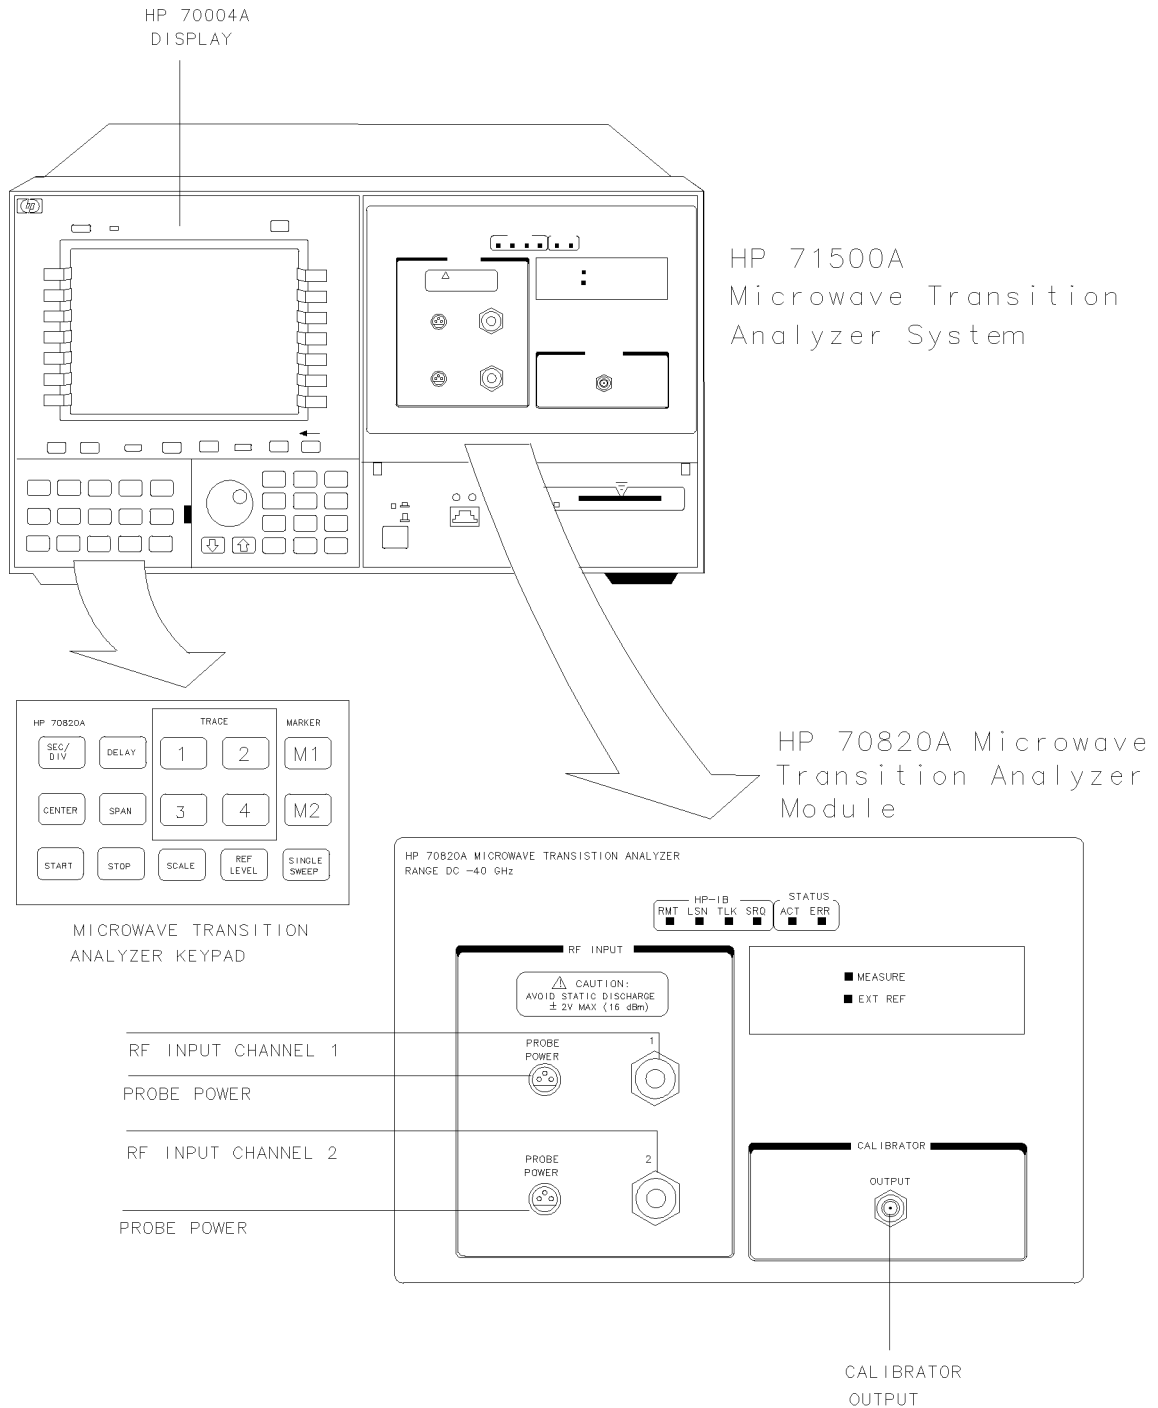 HP 70004A
DISPLAY
hp
HP 71500A
Microwave Transition
Analyzer System
HP 70820A
TRACE
MARKER
SEC/
DIV
DELAY
1
2
M1
CENTER
SPAN
3
4
M2
START
STOP
SCALE
REF
LEVEL
SINGLE
SWEEP
MICROWAVE TRANSITION
ANALYZER KEYPAD
HP 70820A Microwave
Transition Analyzer
Module
HP 70820A MICROWAVE TRANSISTION ANALYZER
RANGE DC -40 GHz
HP-IB
STATUS
RMT LSN TLK SRQ ACT ERR
RF INPUT
CAUTION:
AVOID STATIC DISCHARGE
± 2V MAX (16 dBm)
MEASURE
EXT REF
RF INPUT CHANNEL 1
PROBE
POWER
1
PROBE POWER
RF INPUT CHANNEL 2
PROBE
POWER
2
PROBE POWER
CALIBRATOR
OUTPUT
CALIBRATOR
OUTPUT